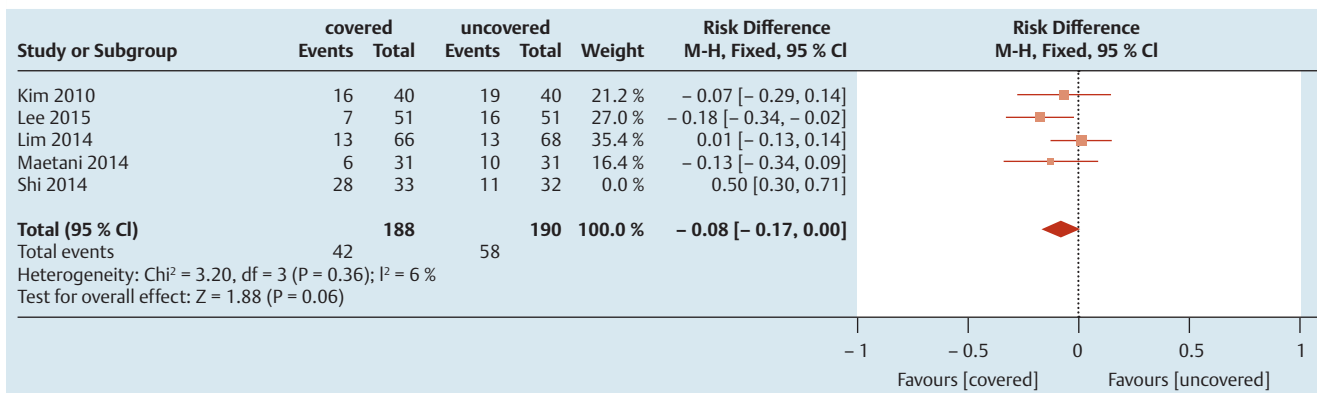 covered uncovered Risk Difference Risk Difference
Study or Subgroup Events Total Events Total Weight M-H, Fixed, 95 % Cl M-H, Fixed, 95 % Cl
Kim 2010 16 40 19 40 21.2 % – 0.07 [– 0.29, 0.14]
Lee 2015 7 51 16 51 27.0 % – 0.18 [– 0.34, – 0.02]
Lim 2014 13 66 13 68 35.4 % 0.01 [– 0.13, 0.14]
Maetani 2014 6 31 10 31 16.4 % – 0.13 [– 0.34, 0.09]
Shi 2014 28 33 11 32 0.0 % 0.50 [0.30, 0.71]
Total (95 % Cl) 188 190 100.0 % – 0.08 [– 0.17, 0.00]
Total events 42 58
Heterogeneity: Chi² = 3.20, df = 3 (P = 0.36); l² = 6 %
Test for overall effect: Z = 1.88 (P = 0.06)
– 1 – 0.5 0 0.5 1
Favours [covered] Favours [uncovered]